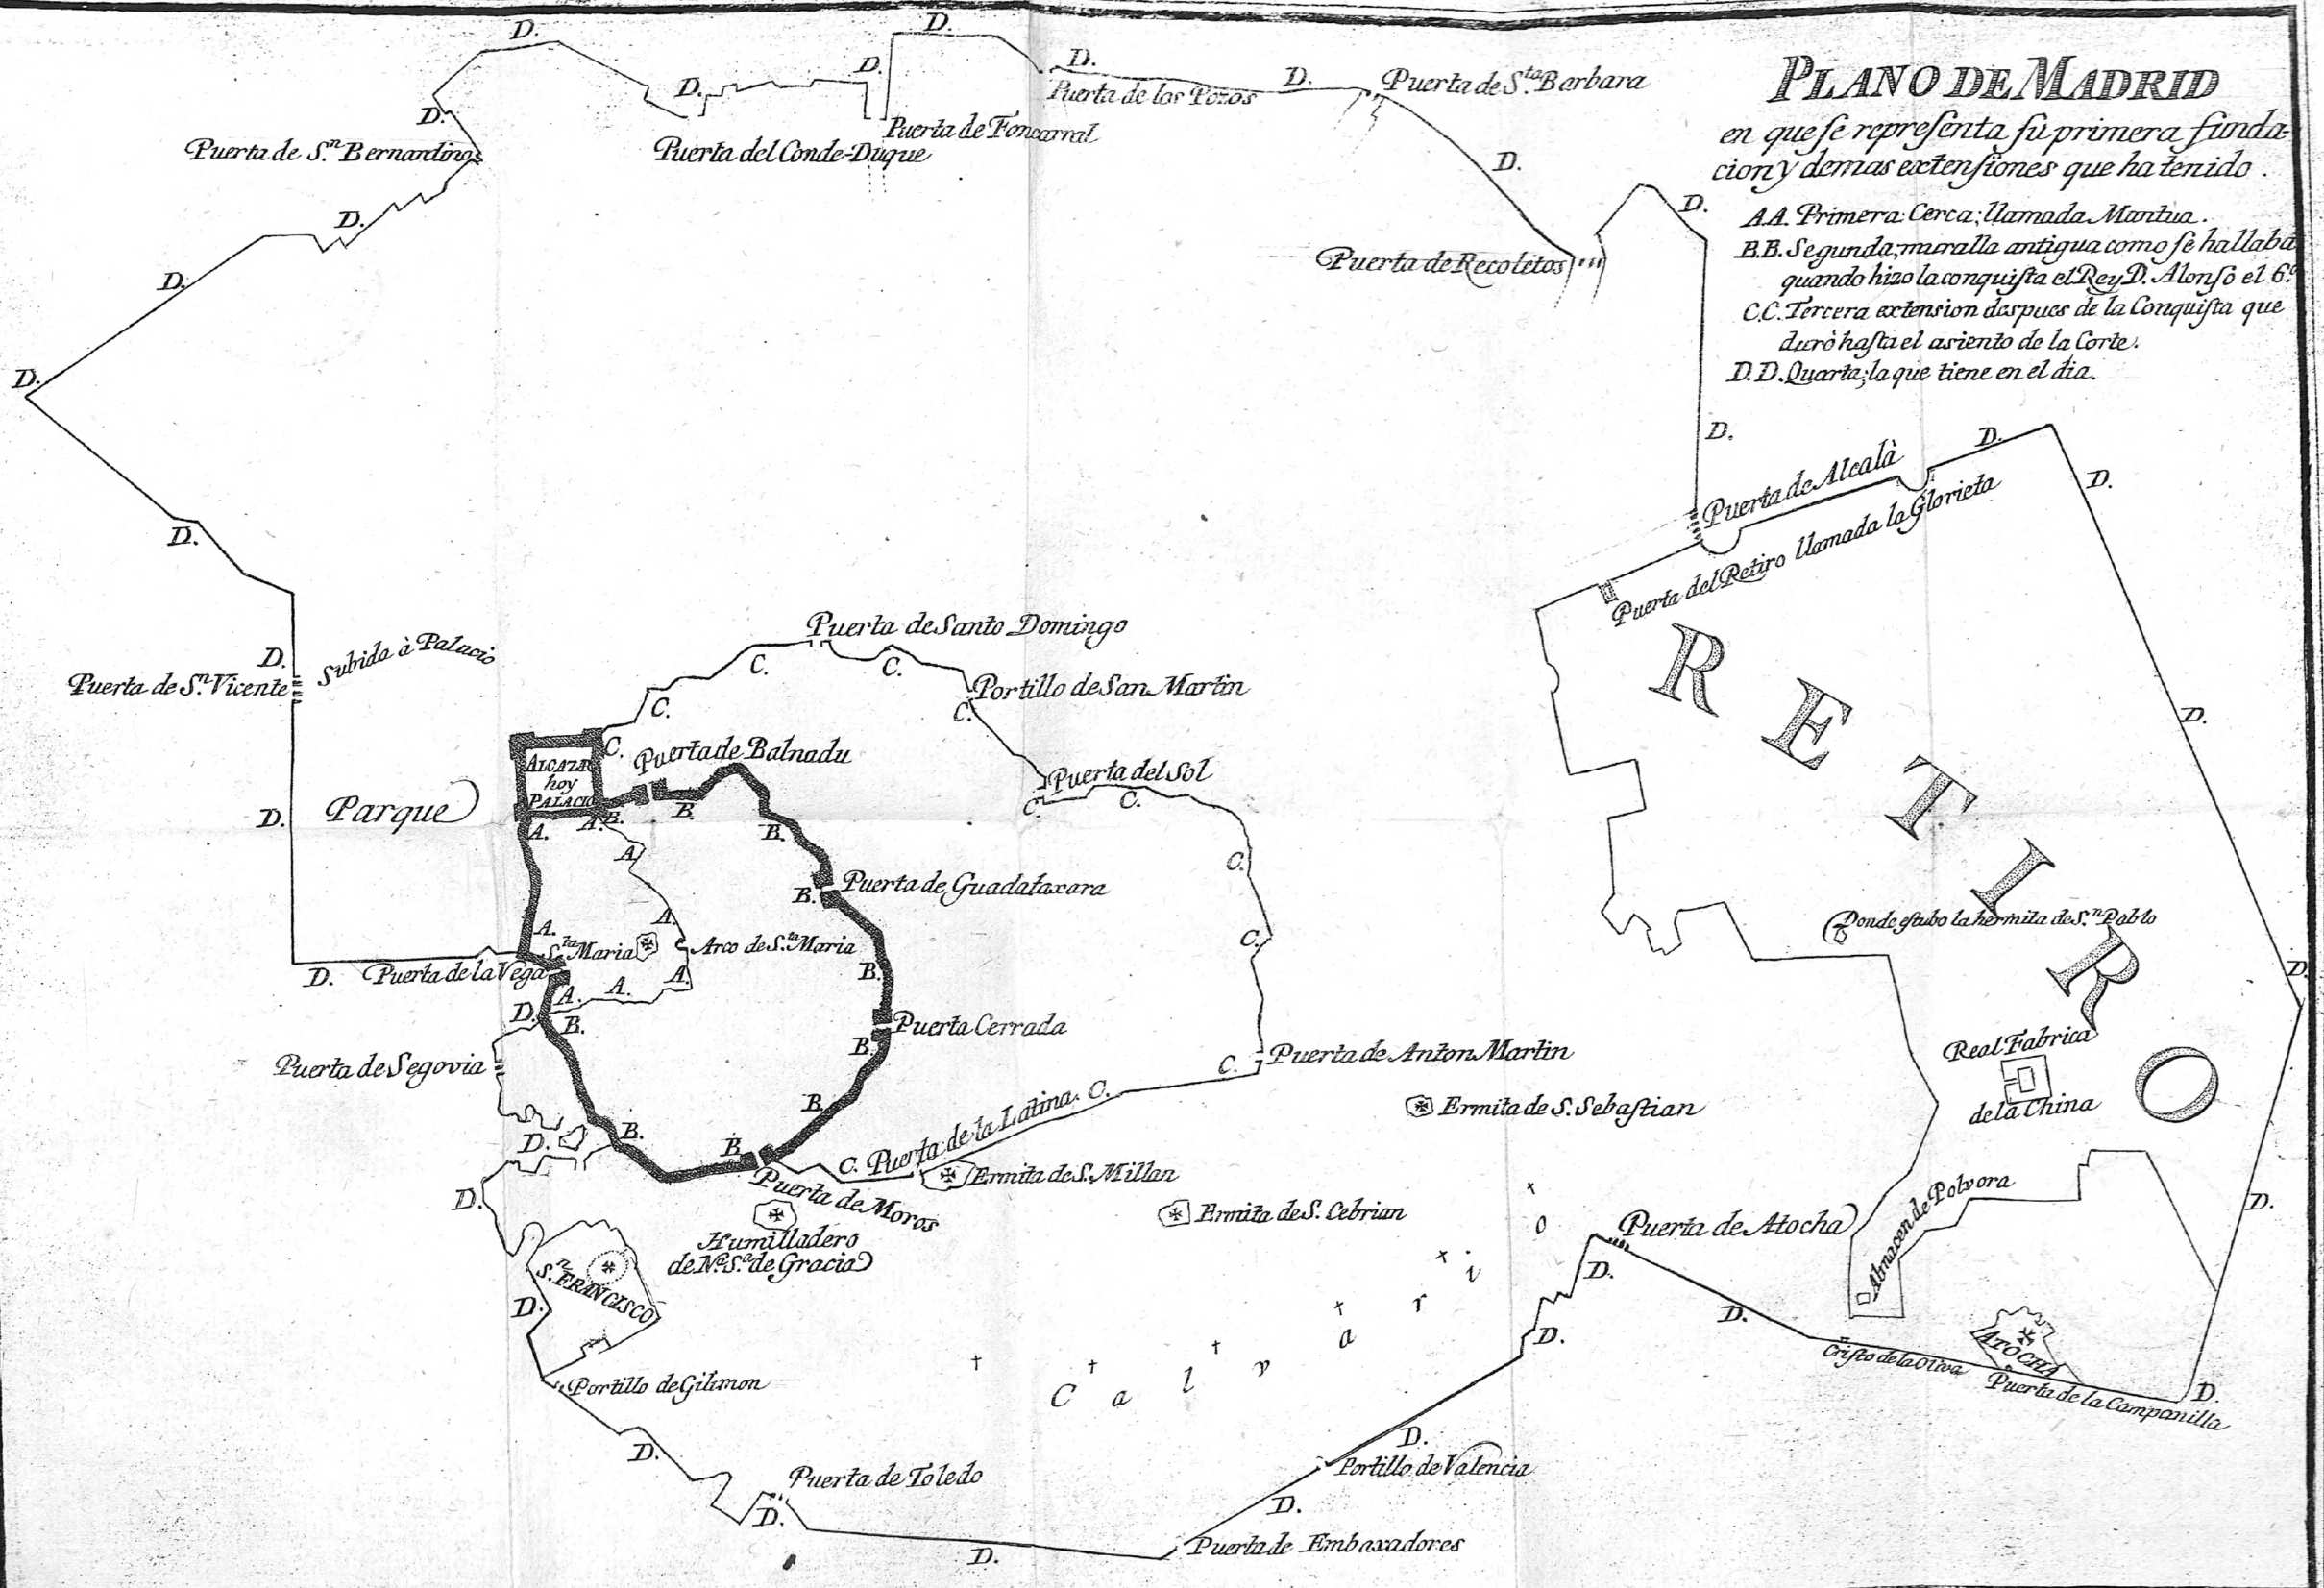 PLANO DE MADRID
en que ſe repreſenta ſu primera funda-
cion y demas extenſiones que ha tenido.
A.A. Primera: Cerca; llamada Mantua.
B.B. Segunda; muralla antigua como ſe hallaba
quando hizo la conquiſta el Rey D. Alonſo el 6.º
C.C. Tercera extension despues de la Conquiſta que
durò haſta el asiento de la Corte.
D.D. Quarta; la que tiene en el dia.
D.
D.
D.
D.
D.
D.
Puerta de los Pozos
D.
Puerta de S.ta Barbara
D.
Puerta de S.n Bernardino
Puerta del Conde-Duque
Puerta de Foncarral
D.
D.
D.
D.
Puerta de Recoletos
D.
D.
D.
Puerta de Alcalà
Puerta del Retiro llamada la Glorieta
D.
D.
D.
RETIRO
D.
Puerta de S.n Vicente
Subida à Palacio
Puerta de Santo Domingo
C.
C.
C.
Portillo de San Martin
C.
C.
ALCAZAR
hoy
PALACIO
Puerta de Balnadu
Puerta del Sol
C.
C.
D.
Parque
A.
A.
B.
B.
B.
A.
C.
B.
Puerta de Guadalaxara
A.
A.
C.
S.ta Maria
Arco de S.ta Maria
Donde eſtubo la hermita de S.n Pablo
D.
D.
Puerta de la Vega
A.
A.
A.
B.
D.
B.
Puerta Cerrada
B.
Puerta de Segovia
C.
Puerta de Anton Martin
Real Fabrica
de la China
B.
C.
Ermita de S. Sebaſtian
D.
B.
B.
C.
Puerta de la Latina.
Ermita de S. Millan
D.
Puerta de Moros
Ermita de S. Cebrian
Puerta de Atocha
Almacen de Polvora
D.
Humilladero
de N.a S.a de Gracia
S.n FRANCISCO
D.
D.
D.
D.
Cristo de la Oliva
ATOCHA
Puerta de la Campanilla
D.
Portillo de Gilimon
Calvario
D.
D.
Portillo de Valencia
Puerta de Toledo
D.
D.
D.
Puerta de Embaxadores